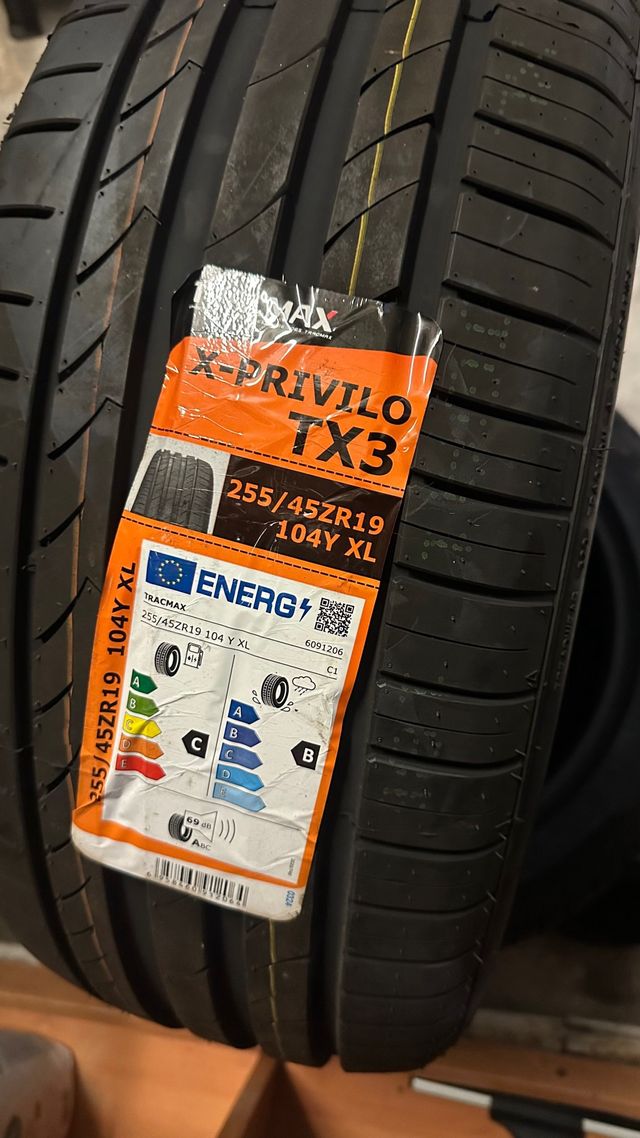 X-PRIVILO
TX3
255/45ZR19
104Y XL
255/45ZR19 104Y XL
ENERG
TRACMAX
255/45ZR19 104 Y XL
6091206
C1
A
B
C
D
E
C
A
B
C
D
E
B
69 dB
ABC
0324